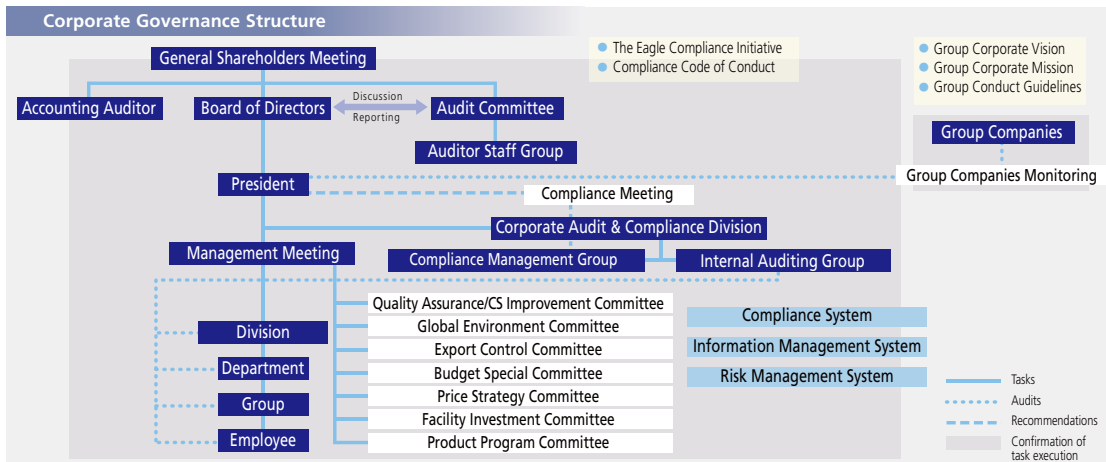 Corporate Governance Structure
General Shareholders Meeting
The Eagle Compliance Initiative
Compliance Code of Conduct
Group Corporate Vision
Group Corporate Mission
Group Conduct Guidelines
Accounting Auditor
Board of Directors
Discussion
Reporting
Audit Committee
Group Companies
Auditor Staff Group
President
Group Companies Monitoring
Compliance Meeting
Corporate Audit & Compliance Division
Management Meeting
Compliance Management Group
Internal Auditing Group
Quality Assurance/CS Improvement Committee
Global Environment Committee
Export Control Committee
Budget Special Committee
Price Strategy Committee
Facility Investment Committee
Product Program Committee
Division
Department
Group
Employee
Compliance System
Information Management System
Risk Management System
Tasks
Audits
Recommendations
Confirmation of
task execution